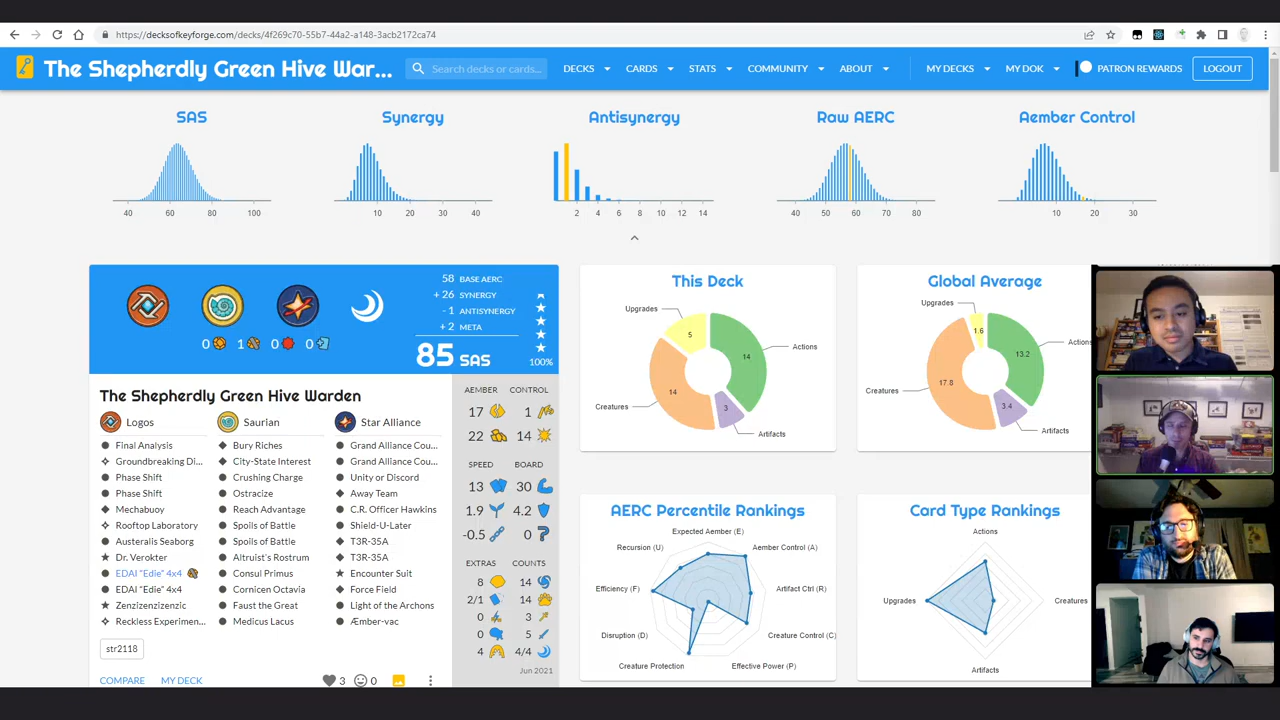 https://decksofkeyforge.com/decks/4f269c70-55b7-44a2-a148-3acb2172ca74
The Shepherdly Green Hive War... Search decks or cards... DECKS CARDS STATS COMMUNITY ABOUT MY DECKS MY DOK PATRON REWARDS LOGOUT
SAS Synergy Antisynergy Raw AERC Aember Control
40 60 80 100 10 20 30 40 2 4 6 8 10 12 14 40 50 60 70 80 10 20 30
58 BASE AERC
+ 26 SYNERGY
- 1 ANTISYNERGY
+ 2 META
0 1 0 0
85 SAS 100%
The Shepherdly Green Hive Warden
Logos Saurian Star Alliance
Final Analysis Bury Riches Grand Alliance Cou...
Groundbreaking Di... City-State Interest Grand Alliance Cou...
Phase Shift Crushing Charge Unity or Discord
Phase Shift Ostracize Away Team
Mechabuoy Reach Advantage C.R. Officer Hawkins
Rooftop Laboratory Spoils of Battle Shield-U-Later
Australis Seaborg Spoils of Battle T3R-35A
Dr. Verokter Altruist's Rostrum T3R-35A
EDAI "Edie" 4x4 Consul Primus Encounter Suit
EDAI "Edie" 4x4 Cornicen Octavia Force Field
Zenzizenzizenzic Faust the Great Light of the Archons
Reckless Experimen... Medicus Lacus Æmber-vac
str2118
COMPARE MY DECK 3 0
AEMBER CONTROL
17 1
22 14
SPEED BOARD
13 30
1.9 4.2
-0.5 0
EXTRAS COUNTS
8 14
2/1 14
0 3
0 5
4 4/4
Jun 2021
This Deck
Upgrades 5
14 Actions
Creatures 14
3 Artifacts
Global Average
Upgrades 1.6
13.2 Actions
Creatures 17.8
3.4 Artifacts
AERC Percentile Rankings
Expected Aember (E)
Recursion (U) Aember Control (A)
Efficiency (F) Artifact Ctrl (R)
Disruption (D) Creature Control (C)
Creature Protection Effective Power (P)
Card Type Rankings
Actions
Upgrades Creatures
Artifacts